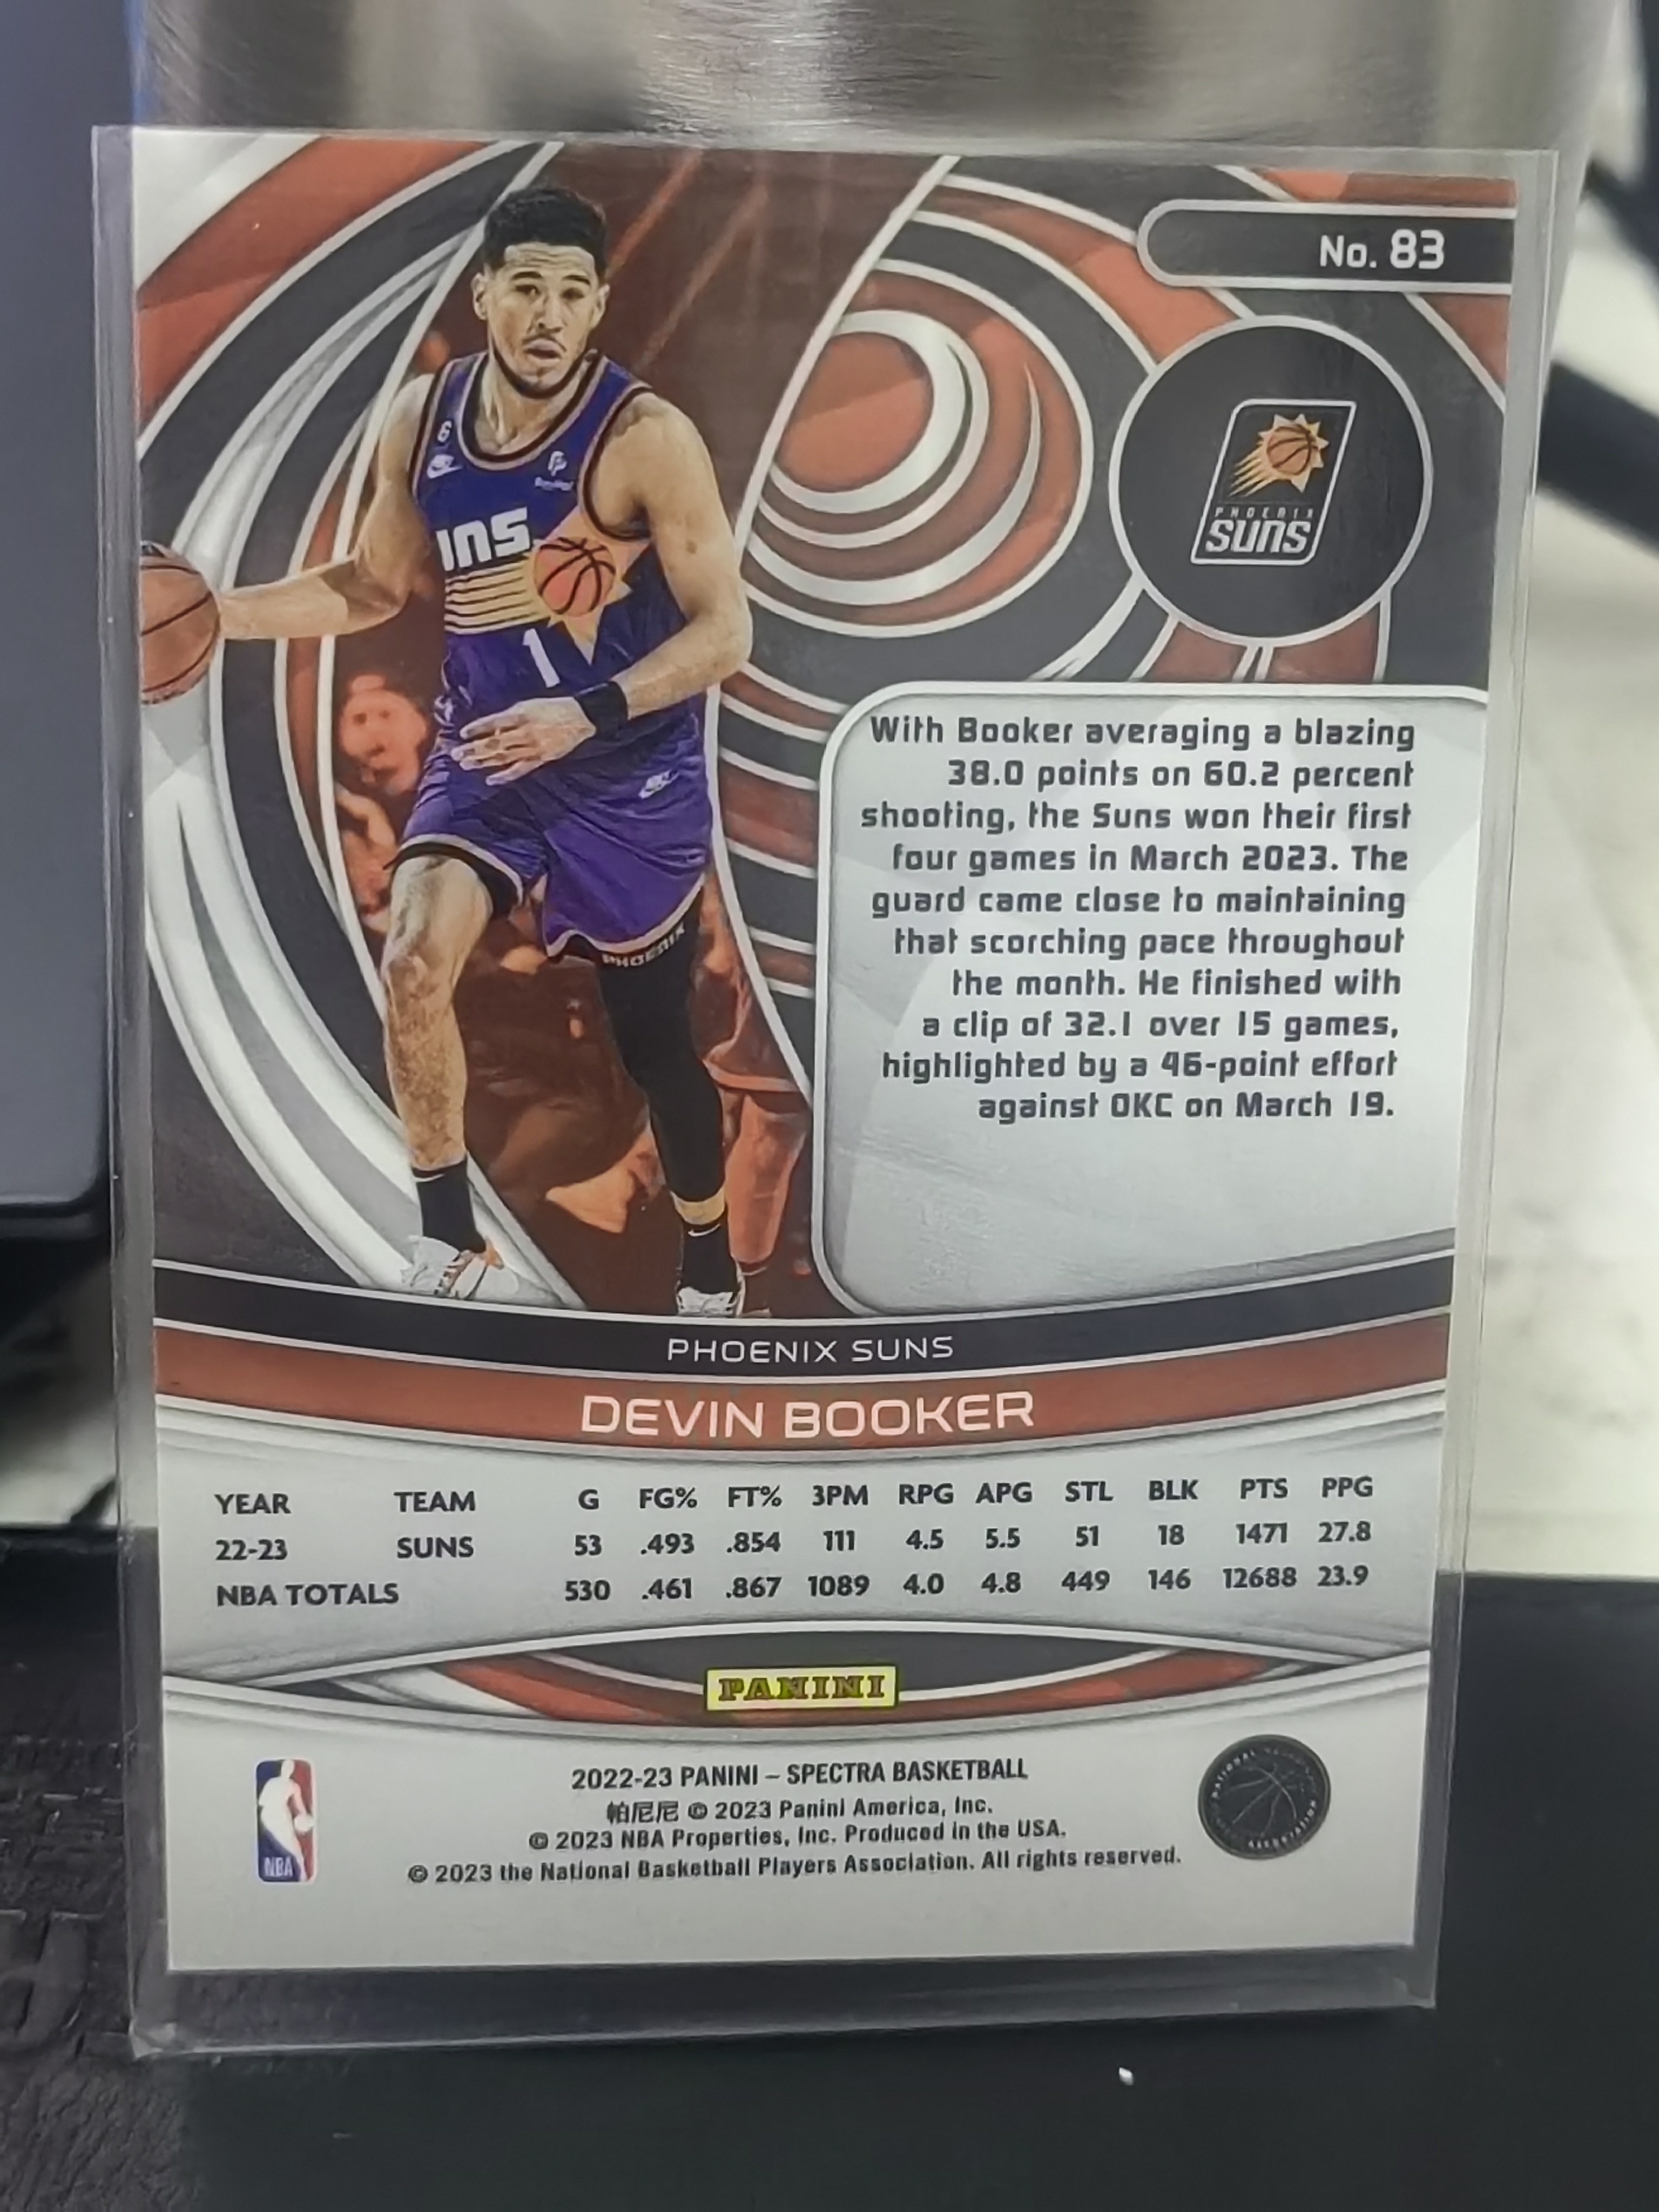 No. 83
6
PayPal
UNS
1
PHOENIX
PHOENIX
SUNS
With Booker averaging a blazing
38.0 points on 60.2 percent
shooting, the Suns won their first
four games in March 2023. The
guard came close to maintaining
that scorching pace throughout
the month. He finished with
a clip of 32.1 over 15 games,
highlighted by a 46-point effort
against OKC on March 19.
PHOENIX SUNS
DEVIN BOOKER
YEAR TEAM G FG% FT% 3PM RPG APG STL BLK PTS PPG
22-23 SUNS 53 .493 .854 111 4.5 5.5 51 18 1471 27.8
NBA TOTALS 530 .461 .867 1089 4.0 4.8 449 146 12688 23.9
PANINI
2022-23 PANINI – SPECTRA BASKETBALL
帕尼尼 © 2023 Panini America, Inc.
© 2023 NBA Properties, Inc. Produced in the USA.
© 2023 the National Basketball Players Association. All rights reserved.
NBA
NATIONAL BASKETBALL
ASSOCIATION